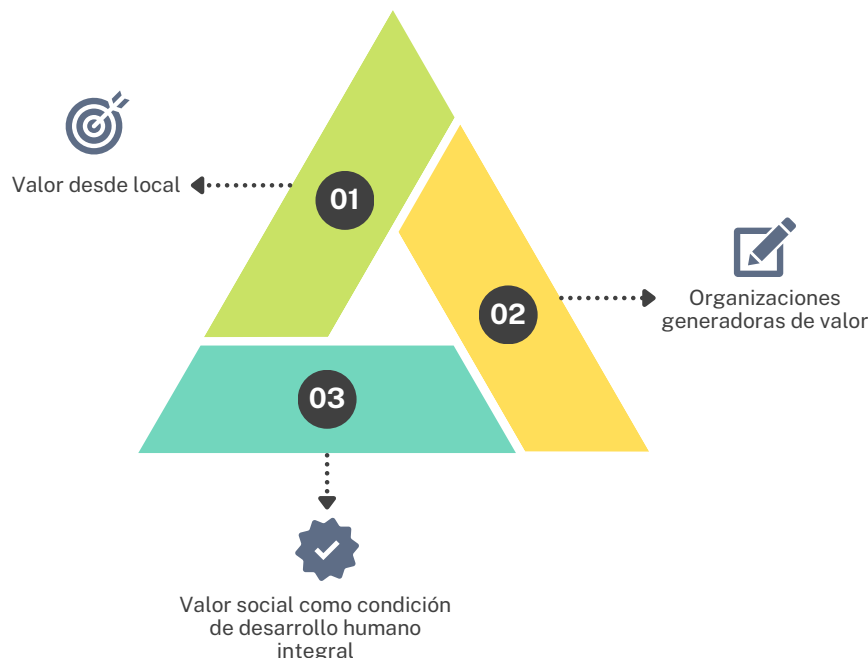 01
Valor desde local
02
Organizaciones
generadoras de valor
03
Valor social como condición
de desarrollo humano
integral